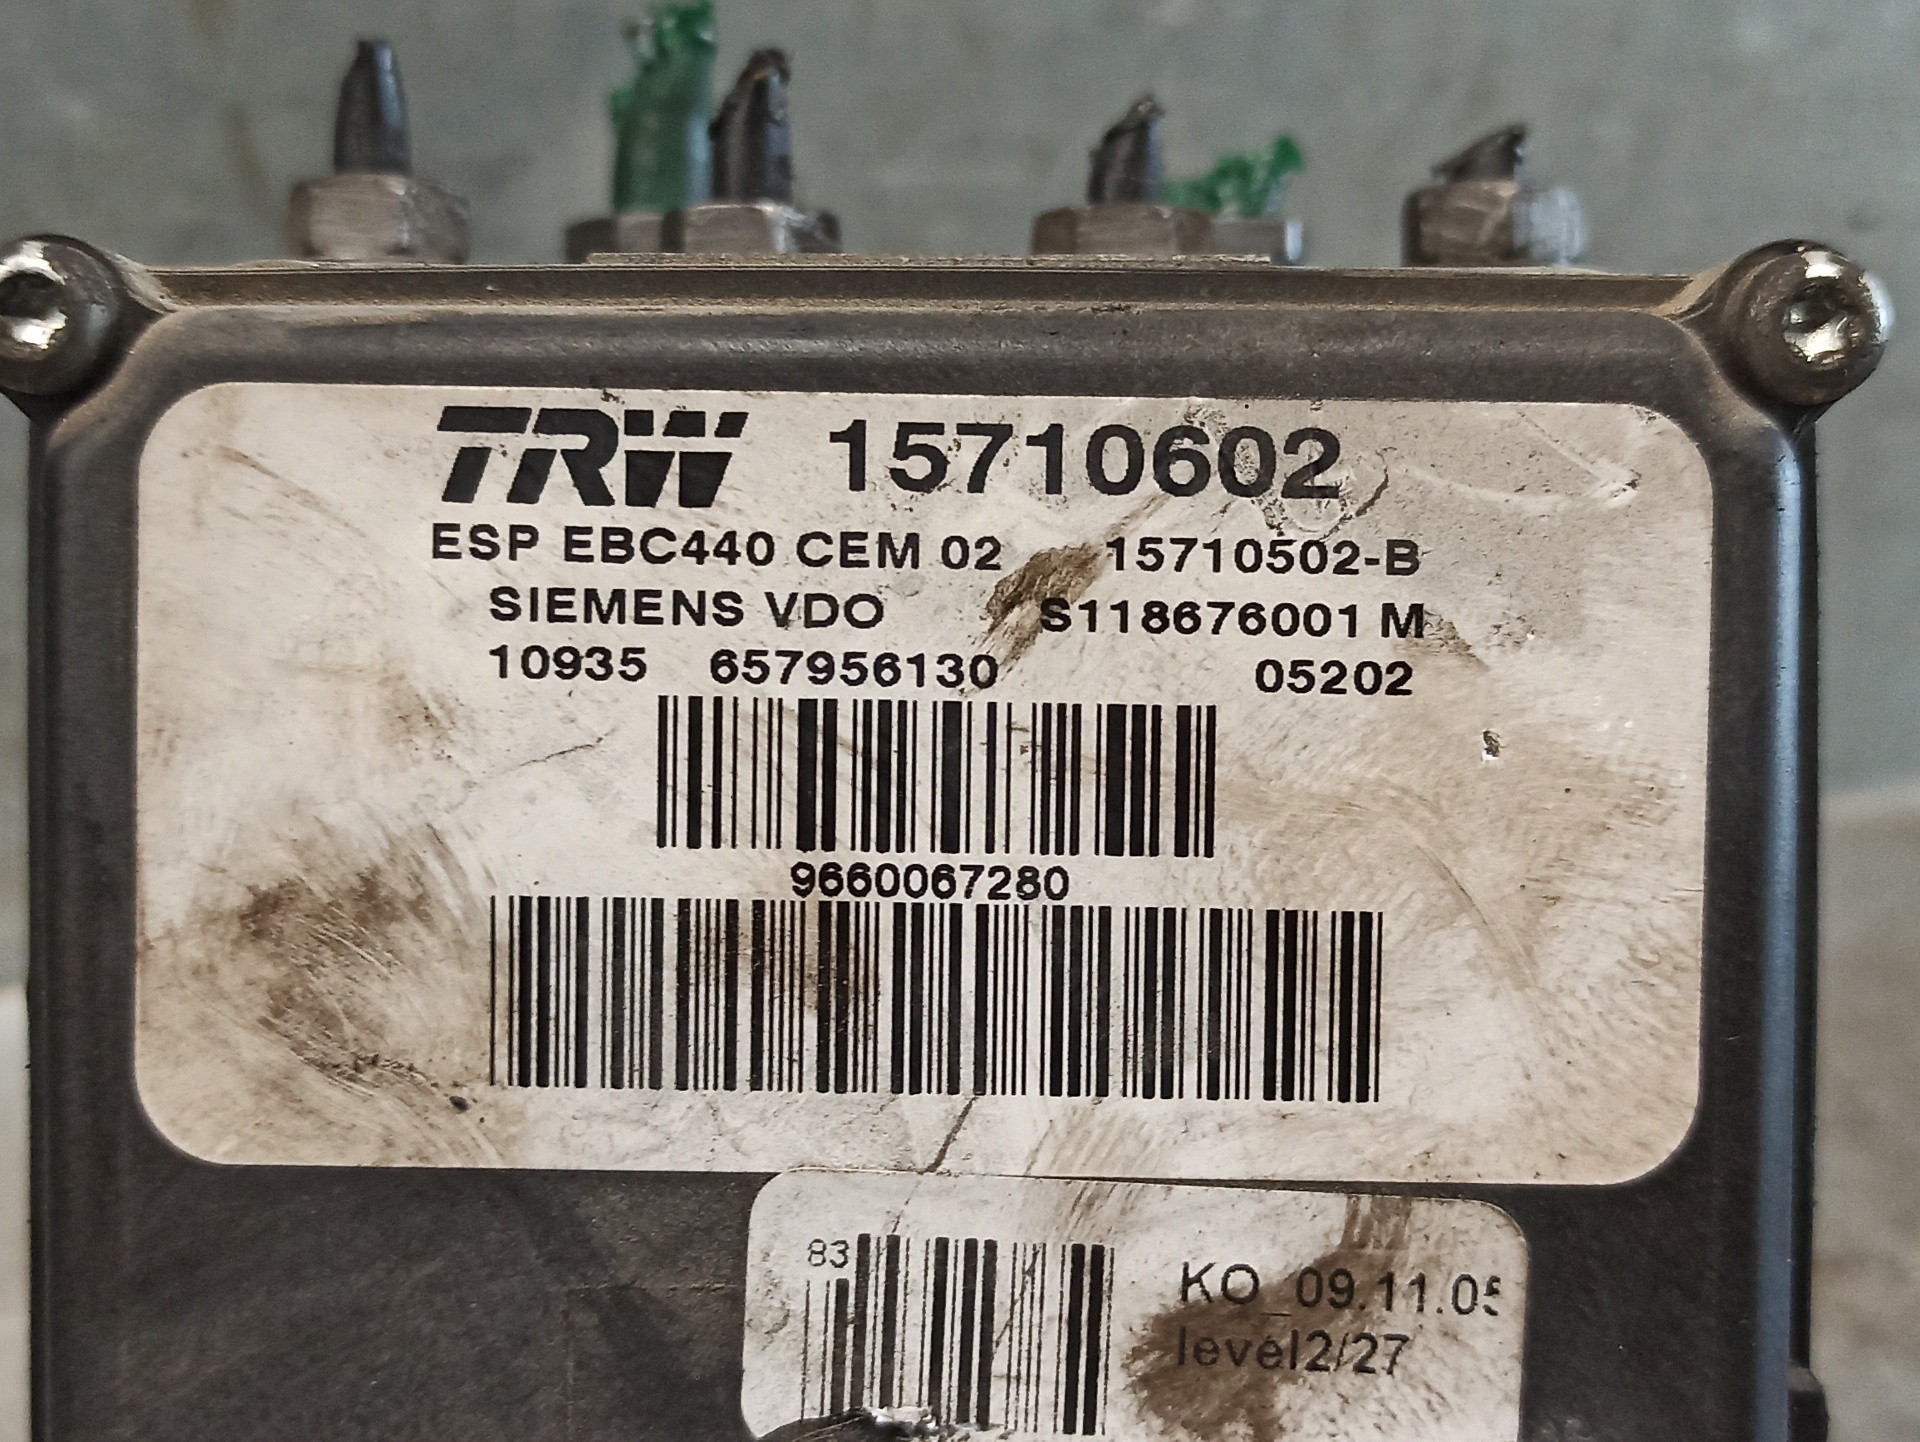 TRW 15710602
ESP EBC440 CEM 02 15710502-B
SIEMENS VDO S118676001 M
10935 657956130 05202
9660067280
83
KO_09.11.05
level2/27